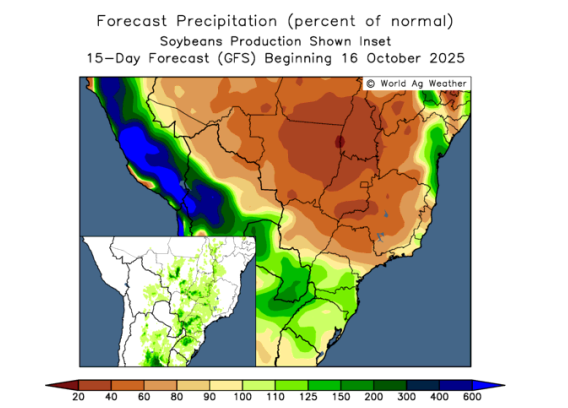 Forecast Precipitation (percent of normal)
Soybeans Production Shown Inset
15-Day Forecast (GFS) Beginning 16 October 2025
© World Ag Weather
20 40 60 80 90 100 110 125 150 200 300 400 600